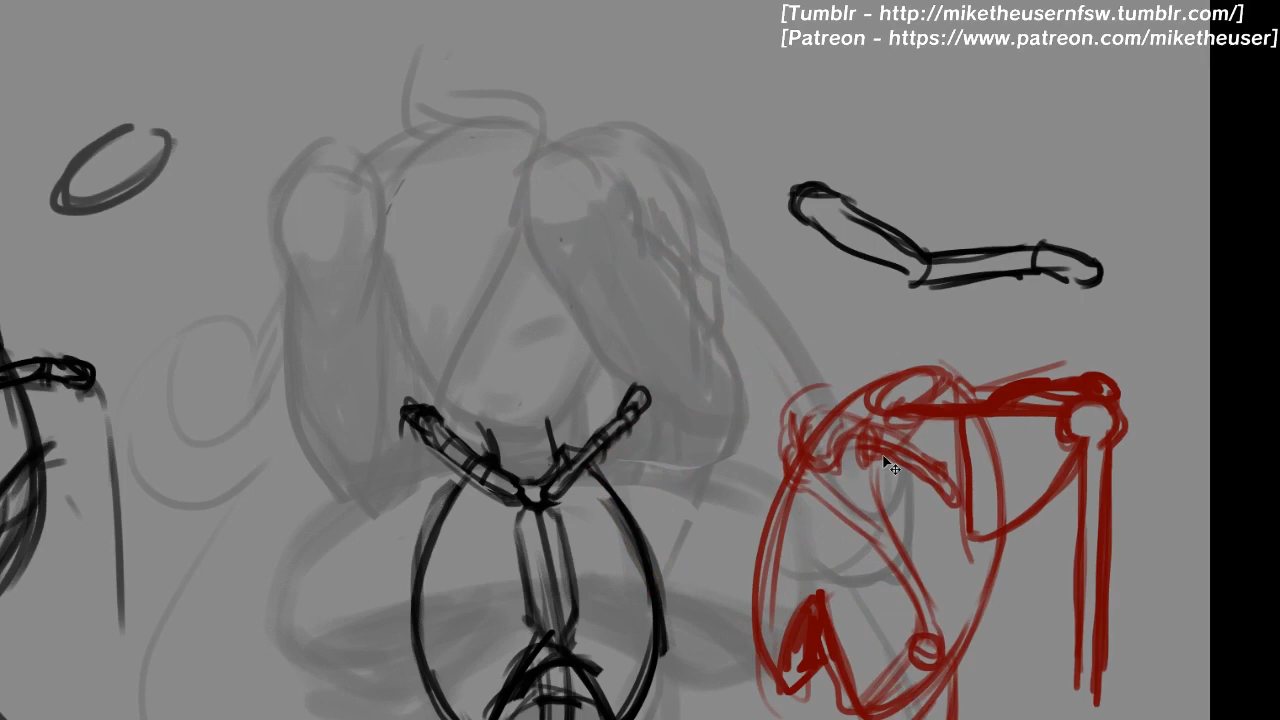 [Tumblr - http://miketheusernfsw.tumblr.com/]
[Patreon - https://www.patreon.com/miketheuser]